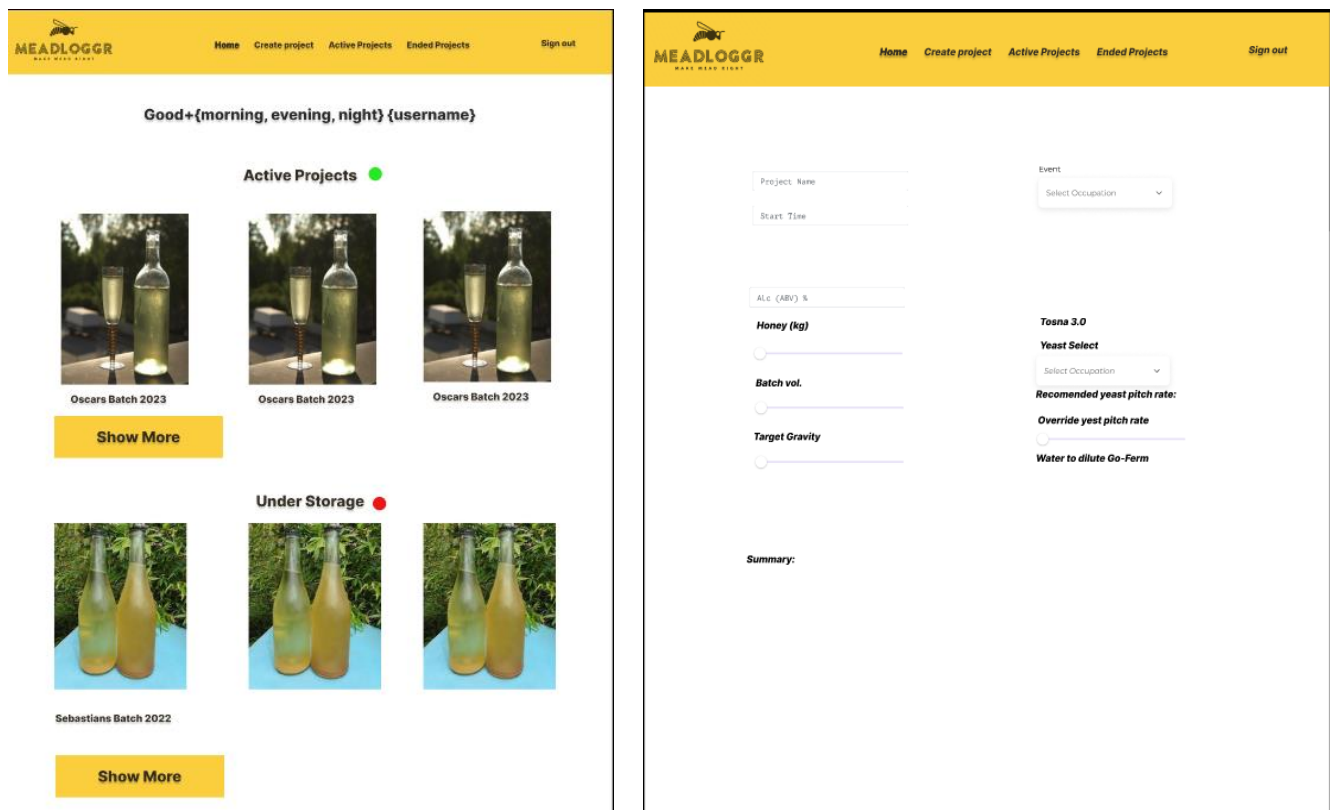 MEADLOGGR
MAKE MEAD RIGHT
Home Create project Active Projects Ended Projects Sign out
Good+{morning, evening, night} {username}
Active Projects
Oscars Batch 2023 Oscars Batch 2023 Oscars Batch 2023
Show More
Under Storage
Sebastians Batch 2022
Show More
MEADLOGGR
MAKE MEAD RIGHT
Home Create project Active Projects Ended Projects Sign out
Project Name
Start Time
Event
Select Occupation
ALc (ABV) %
Honey (kg)
Batch vol.
Target Gravity
Tosna 3.0
Yeast Select
Select Occupation
Recomended yeast pitch rate:
Override yest pitch rate
Water to dilute Go-Ferm
Summary: